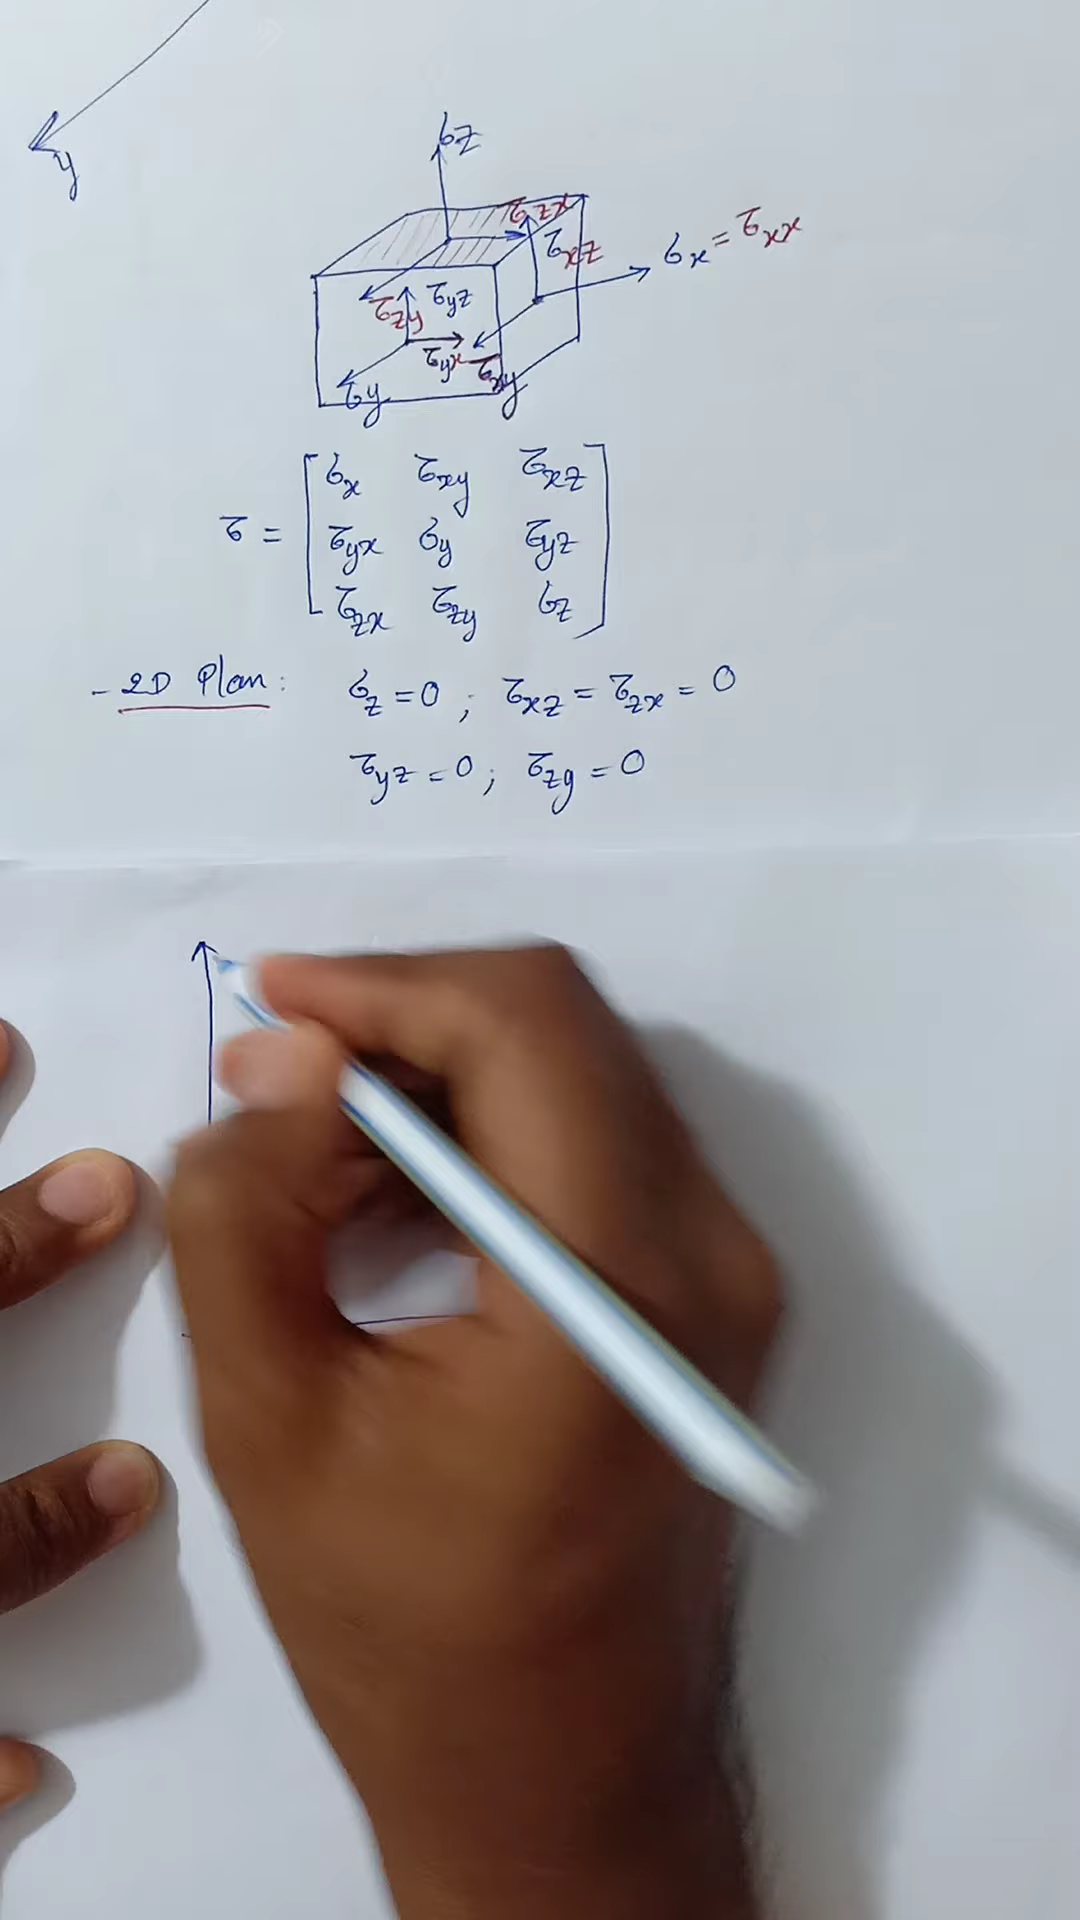 y
σz
τzx
τxz
σx = τxx
τzy τyz
τyx τxy
τy
τ = [ σx τxy τxz
τyx σy τyz
τzx τzy σz ]
- 2D Plan: σz = 0 ; τxz = τzx = 0
τyz = 0 ; τzy = 0